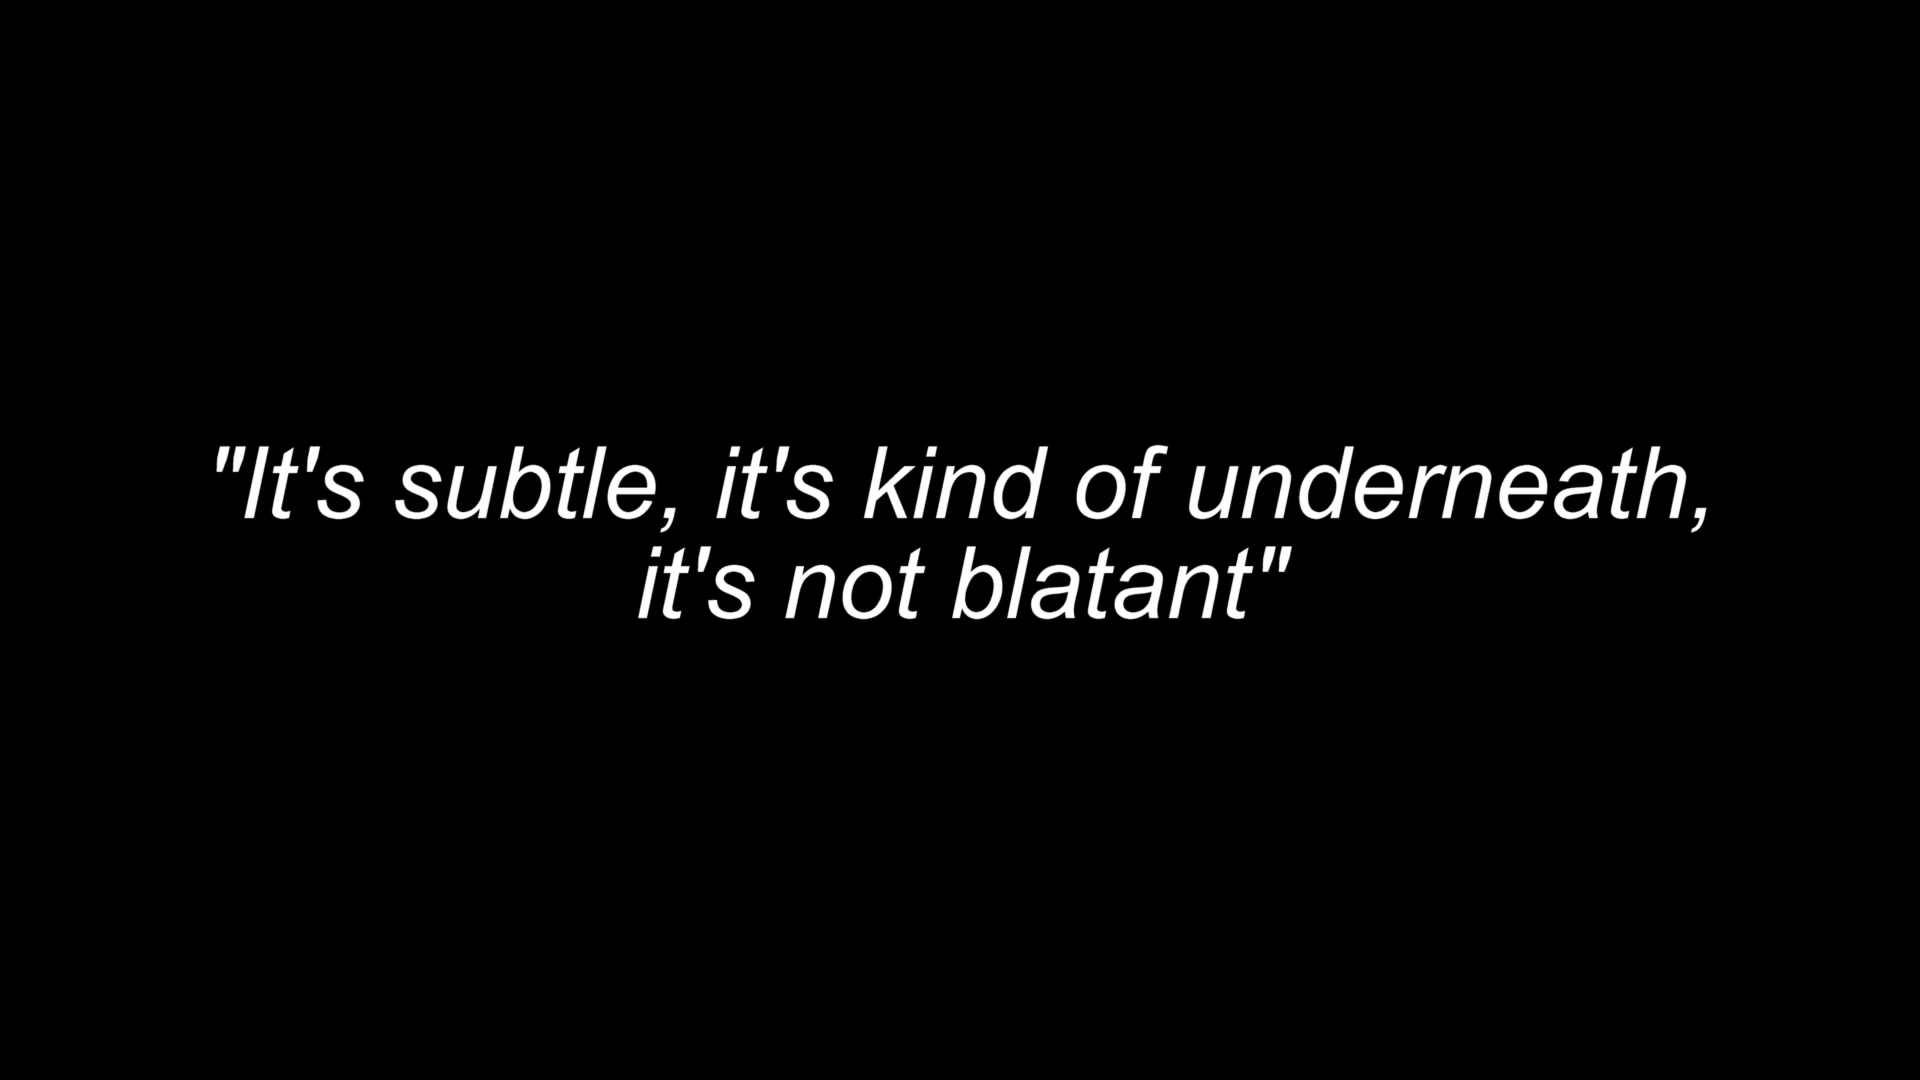 "It's subtle, it's kind of underneath,
it's not blatant"